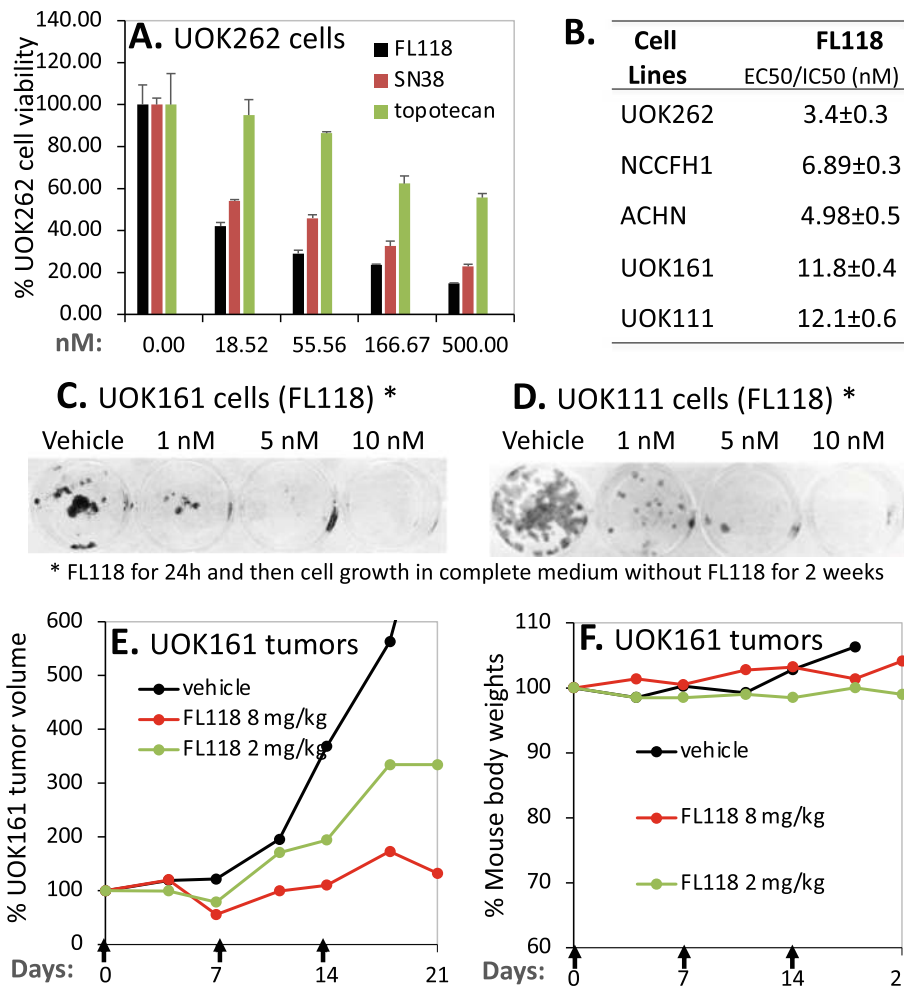 A. UOK262 cells
% UOK262 cell viability
140.00
120.00
100.00
80.00
60.00
40.00
20.00
0.00
FL118
SN38
topotecan
nM: 0.00 18.52 55.56 166.67 500.00
B. Cell Lines FL118 EC50/IC50 (nM)
UOK262 3.4±0.3
NCCFH1 6.89±0.3
ACHN 4.98±0.5
UOK161 11.8±0.4
UOK111 12.1±0.6
C. UOK161 cells (FL118) *
Vehicle 1 nM 5 nM 10 nM
D. UOK111 cells (FL118) *
Vehicle 1 nM 5 nM 10 nM
* FL118 for 24h and then cell growth in complete medium without FL118 for 2 weeks
E. UOK161 tumors
% UOK161 tumor volume
600
500
400
300
200
100
0
vehicle
FL118 8 mg/kg
FL118 2 mg/kg
Days: 0 7 14 21
F. UOK161 tumors
% Mouse body weights
110
100
90
80
70
60
vehicle
FL118 8 mg/kg
FL118 2 mg/kg
Days: 0 7 14 2